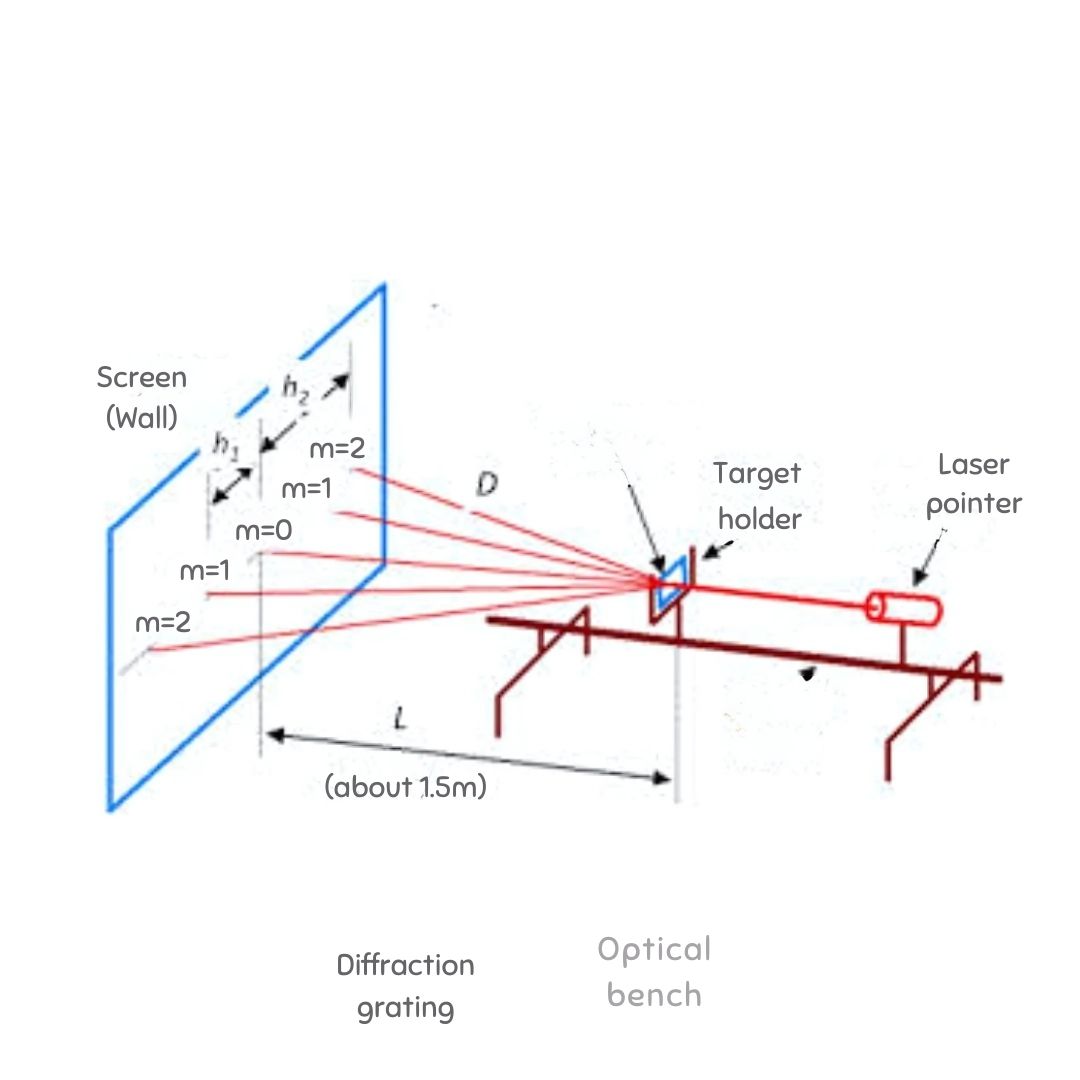 Screen
(Wall)
h₂
h₁
m=2
m=1
m=0
m=1
m=2
D
Target
holder
Laser
pointer
L
(about 1.5m)
Diffraction
grating
Optical
bench